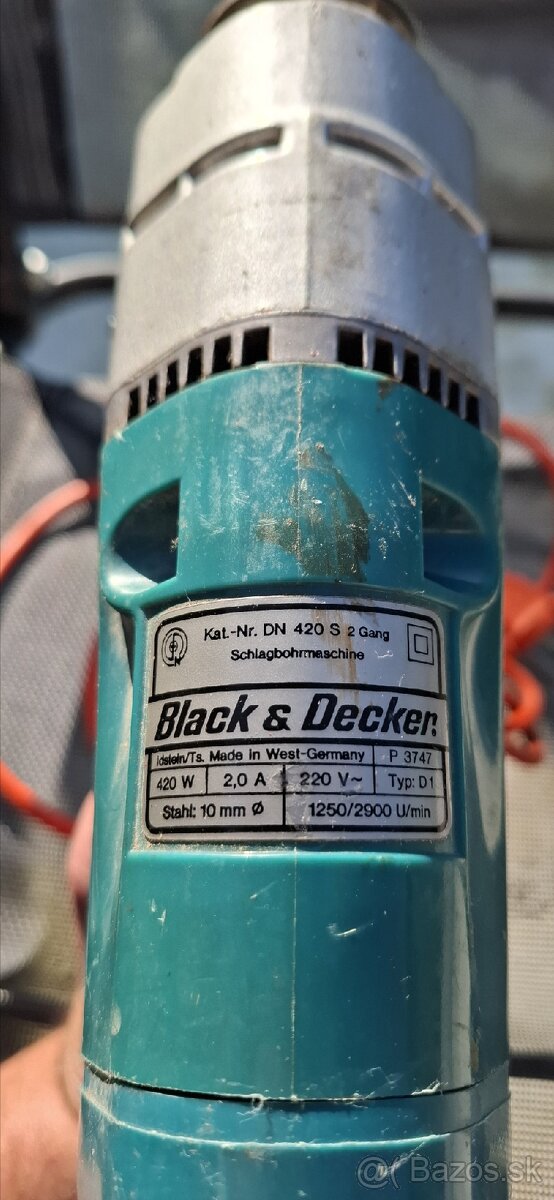 Kat.-Nr. DN 420 S 2 Gang
Schlagbohrmaschine
Black & Decker
Idstein/Ts. Made in West-Germany P 3747
420 W 2,0 A 220 V~ Typ: D1
Stahl: 10 mm Ø 1250/2900 U/min
Bazoš.sk